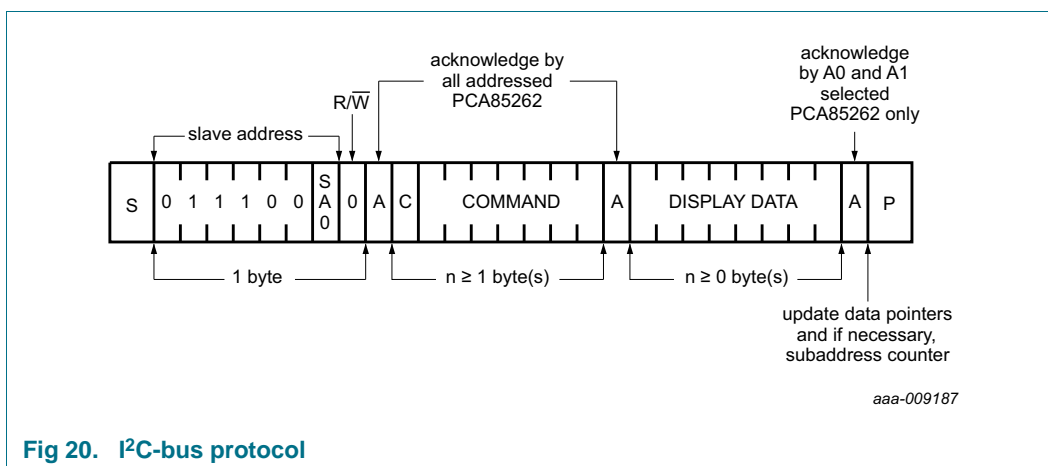 acknowledge by
all addressed
PCA85262
acknowledge
by A0 and A1
selected
PCA85262 only
R/W̅
slave address
S 0 1 1 1 0 0 SA0 0 A C COMMAND A DISPLAY DATA A P
1 byte
n ≥ 1 byte(s)
n ≥ 0 byte(s)
update data pointers
and if necessary,
subaddress counter
aaa-009187
Fig 20. I²C-bus protocol